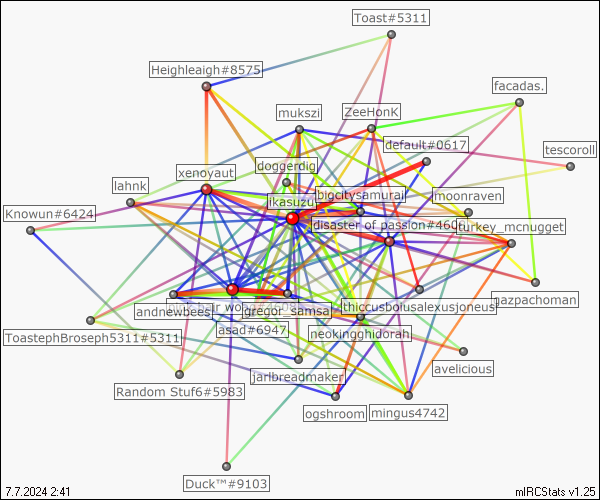 Toast#5311
Heighleaigh#8575
facadas.
mukszi
ZeeHonK
default#0617
tescoroll
doggerdig
xenoyaut
lahnk
bigcitysamurai
moonraven
ikasuzu
Knowun#6424
disaster of passion#460
turkey_mcnugget
gazpachoman
andnewbees
gregor_samsa
thiccusboiusalexusjoneus
asad#6947
neokingghidorah
ToastephBroseph5311#5311
avelicious
jarlbreadmaker
Random Stuf6#5983
ogshroom
mingus4742
Duck™#9103
7.7.2024 2:41
mIRCStats v1.25